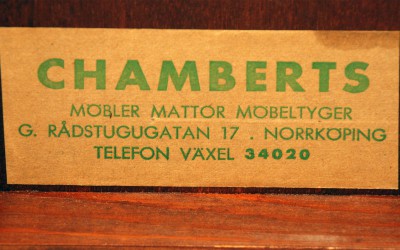 CHAMBERTS
MÖBLER MATTOR MÖBELTYGER
G. RÅDSTUGUGATAN 17 . NORRKÖPING
TELEFON VÄXEL 34020